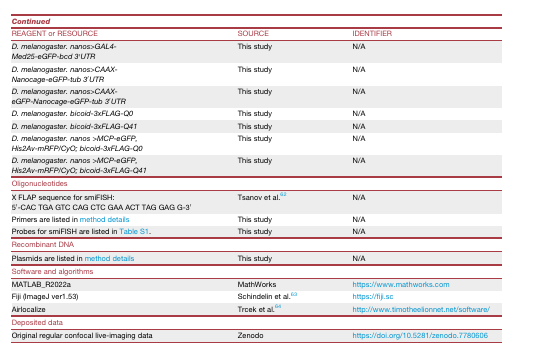 Continued
REAGENT or RESOURCE SOURCE IDENTIFIER
D. melanogaster. nanos>GAL4- This study N/A
Med25-eGFP-bcd 3'UTR
D. melanogaster. nanos>CAAX- This study N/A
Nanocage-eGFP-tub 3'UTR
D. melanogaster. nanos>CAAX- This study N/A
eGFP-Nanocage-eGFP-tub 3'UTR
D. melanogaster. bicoid-3xFLAG-Q0 This study N/A
D. melanogaster. bicoid-3xFLAG-Q41 This study N/A
D. melanogaster. nanos >MCP-eGFP, This study N/A
His2Av-mRFP/CyO; bicoid-3xFLAG-Q0
D. melanogaster. nanos >MCP-eGFP, This study N/A
His2Av-mRFP/CyO; bicoid-3xFLAG-Q41
Oligonucleotides
X FLAP sequence for smiFISH: Tsanov et al.62 N/A
5'-CAC TGA GTC CAG CTC GAA ACT TAG GAG G-3'
Primers are listed in method details This study N/A
Probes for smiFISH are listed in Table S1. This study N/A
Recombinant DNA
Plasmids are listed in method details This study N/A
Software and algorithms
MATLAB_R2022a MathWorks https://www.mathworks.com
Fiji (ImageJ ver1.53) Schindelin et al.63 https://fiji.sc
Airlocalize Trcek et al.64 http://www.timotheelionnet.net/software/
Deposited data
Original regular confocal live-imaging data Zenodo https://doi.org/10.5281/zenodo.7780606